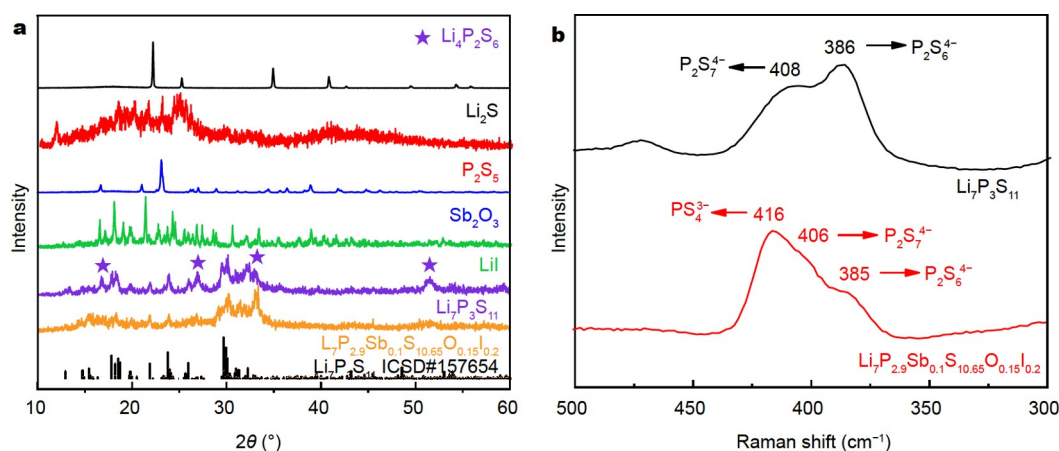 a
★ Li₄P₂S₆
Li₂S
P₂S₅
Sb₂O₃
LiI
Li₇P₃S₁₁
L₇P₂.₉Sb₀.₁S₁₀.₆₅O₀.₁₅I₀.₂
Li₇P₃S₁₁ ICSD#157654
Intensity
10 20 30 40 50 60
2θ (°)
b
386 → P₂S₆⁴⁻
P₂S₇⁴⁻ ← 408
Li₇P₃S₁₁
PS₄³⁻ ← 416
406 → P₂S₇⁴⁻
385 → P₂S₆⁴⁻
Li₇P₂.₉Sb₀.₁S₁₀.₆₅O₀.₁₅I₀.₂
Intensity
500 450 400 350 300
Raman shift (cm⁻¹)